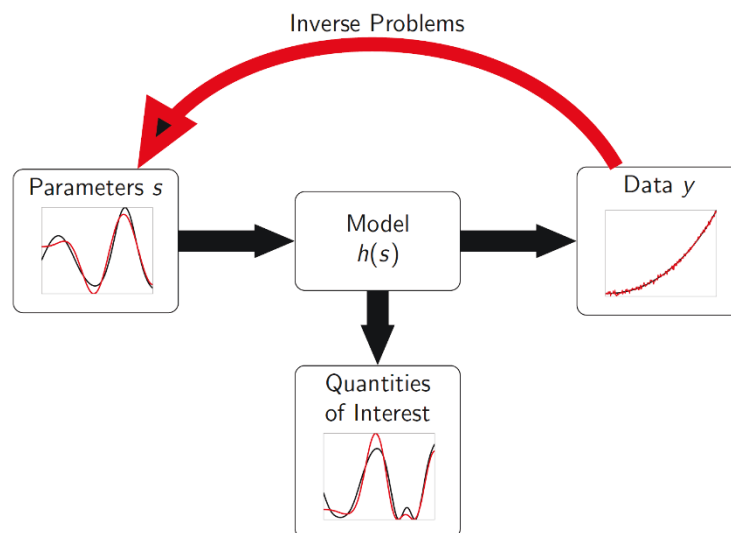 Inverse Problems
Parameters s
Model
h(s)
Data y
Quantities
of Interest